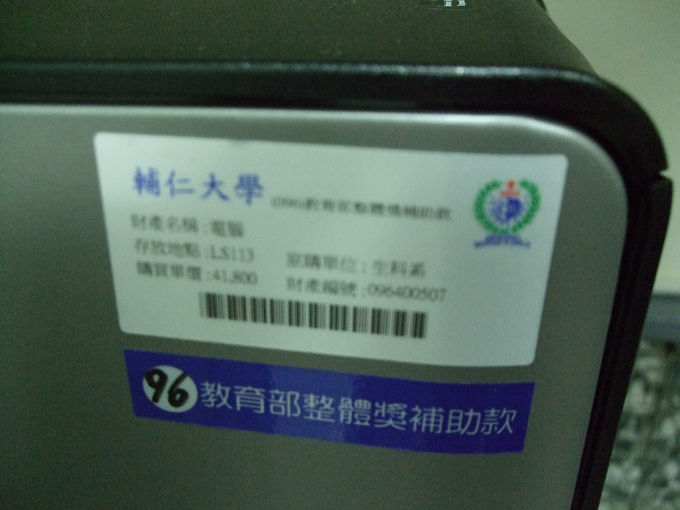 輔仁大學 (096)教育部整體獎補助款
財產名稱:電腦
存放地點:LS113 原購單位:生科系
購買單價:41,800 財產編號:096400507
96 教育部整體獎補助款